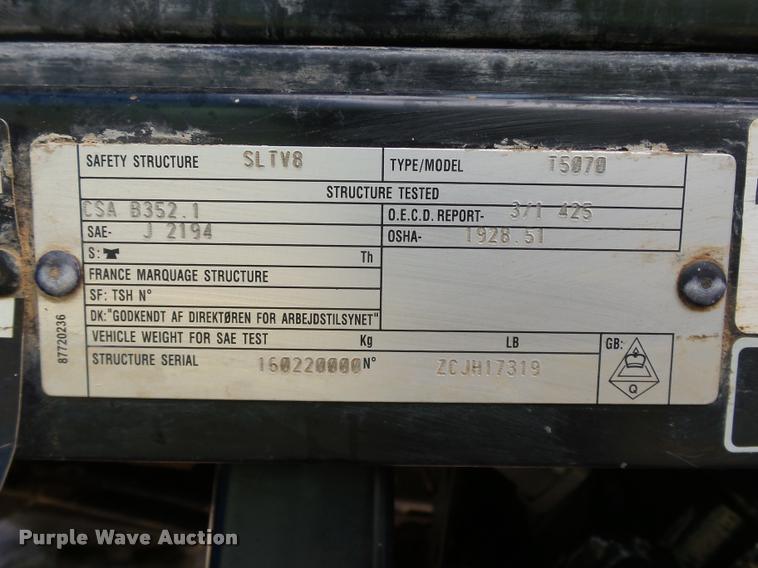 SAFETY STRUCTURE SLTV8 TYPE/MODEL T5070
STRUCTURE TESTED
CSA B352.1 O.E.C.D. REPORT- 3/1 425
SAE- J 2194 OSHA- 1928.51
S: Th
FRANCE MARQUAGE STRUCTURE
SF: TSH N°
DK:"GODKENDT AF DIREKTØREN FOR ARBEJDSTILSYNET"
VEHICLE WEIGHT FOR SAE TEST Kg LB GB:
STRUCTURE SERIAL 160220000 N° ZCJH17319
Q
87720236
Purple Wave Auction